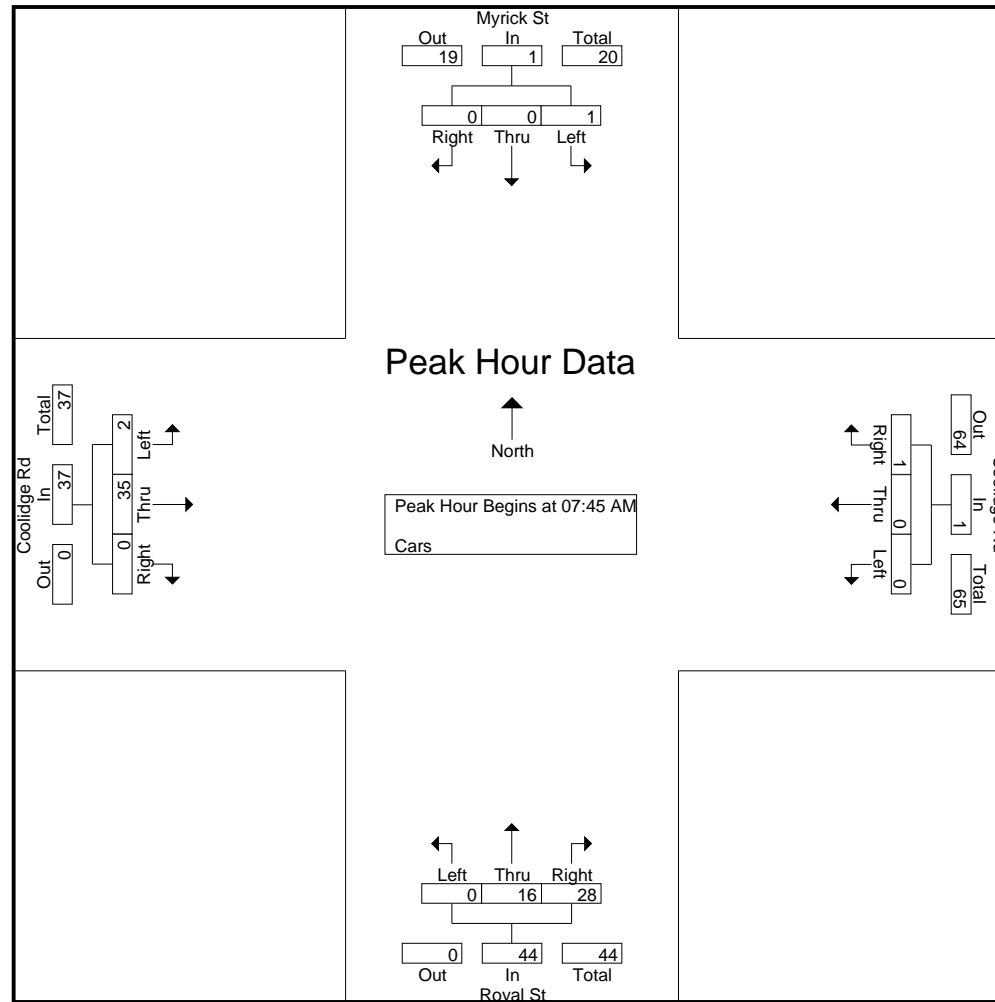 Myrick St
Out In Total
19 1 20
0 0 1
Right Thru Left
Peak Hour Data
North
Peak Hour Begins at 07:45 AM
Cars
Coolidge Rd
Total In Out
37 37 0
2 35 0
Left Thru Right
Right Thru Left
1 0 0
Out In Total
64 1 65
Left Thru Right
0 16 28
0 44 44
Out In Total
Royal St